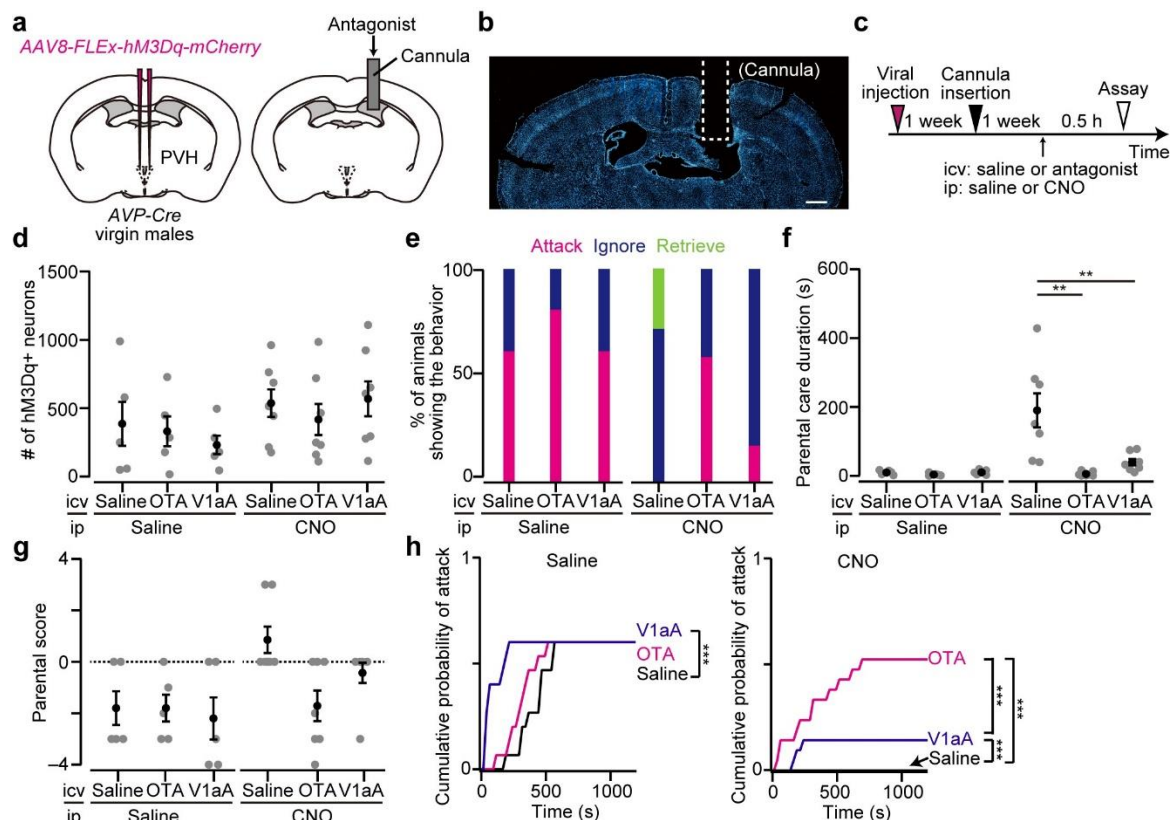 a
AAV8-FLEx-hM3Dq-mCherry
Antagonist
Cannula
PVH
AVP-Cre
virgin males
b
(Cannula)
c
Viral
injection
Cannula
insertion
Assay
1 week
1 week
0.5 h
Time
icv: saline or antagonist
ip: saline or CNO
d
# of hM3Dq+ neurons
1500
1000
500
0
icv Saline OTA V1aA Saline OTA V1aA
ip Saline CNO
e
Attack Ignore Retrieve
% of animals
showing the behavior
100
50
0
icv Saline OTA V1aA Saline OTA V1aA
ip Saline CNO
f
Parental care duration (s)
600
400
200
0
**
**
icv Saline OTA V1aA Saline OTA V1aA
ip Saline CNO
g
Parental score
4
0
−4
icv Saline OTA V1aA Saline OTA V1aA
ip Saline CNO
h
Saline
Cumulative probability of attack
1
0
V1aA
OTA
Saline
***
0 500 1000
Time (s)
CNO
Cumulative probability of attack
1
0
OTA
V1aA
Saline
***
***
***
0 500 1000
Time (s)